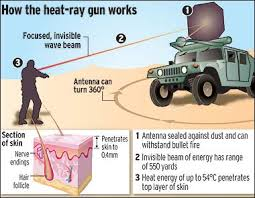 How the heat-ray gun works
1
Focused, invisible
wave beam
2
3
Antenna can
turn 360°
Section
of skin
Nerve
endings
Hair
follicle
Penetrates
skin to
0.4mm
1 Antenna sealed against dust and can
withstand bullet fire
2 Invisible beam of energy has range
of 550 yards
3 Heat energy of up to 54°C penetrates
top layer of skin